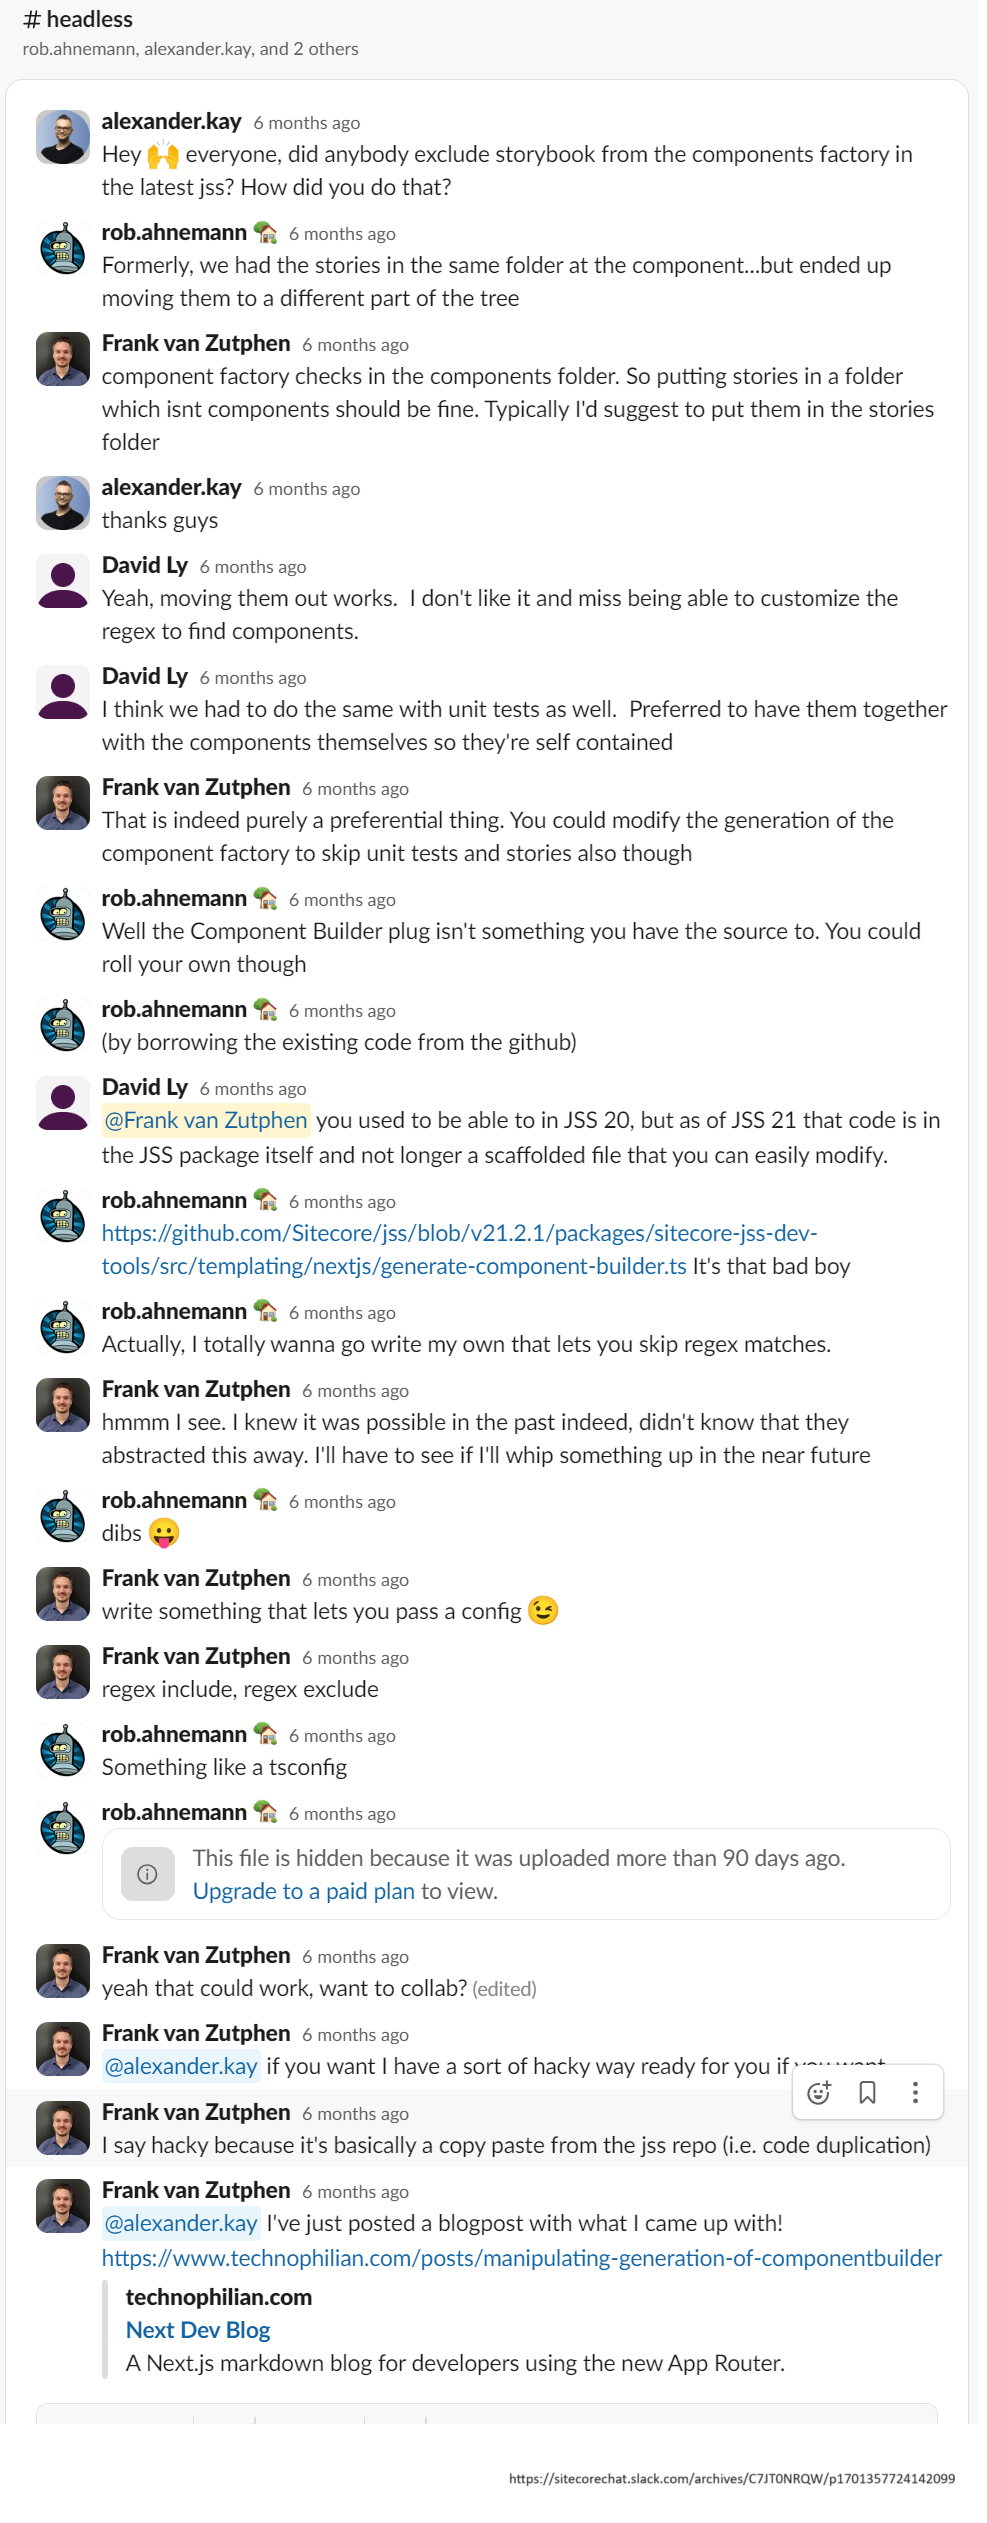 # headless
rob.ahnemann, alexander.kay, and 2 others
alexander.kay 6 months ago
Hey 🙌 everyone, did anybody exclude storybook from the components factory in
the latest jss? How did you do that?
rob.ahnemann 🏡 6 months ago
Formerly, we had the stories in the same folder at the component...but ended up
moving them to a different part of the tree
Frank van Zutphen 6 months ago
component factory checks in the components folder. So putting stories in a folder
which isnt components should be fine. Typically I'd suggest to put them in the stories
folder
alexander.kay 6 months ago
thanks guys
David Ly 6 months ago
Yeah, moving them out works.  I don't like it and miss being able to customize the
regex to find components.
David Ly 6 months ago
I think we had to do the same with unit tests as well.  Preferred to have them together
with the components themselves so they're self contained
Frank van Zutphen 6 months ago
That is indeed purely a preferential thing. You could modify the generation of the
component factory to skip unit tests and stories also though
rob.ahnemann 🏡 6 months ago
Well the Component Builder plug isn't something you have the source to. You could
roll your own though
rob.ahnemann 🏡 6 months ago
(by borrowing the existing code from the github)
David Ly 6 months ago
@Frank van Zutphen you used to be able to in JSS 20, but as of JSS 21 that code is in
the JSS package itself and not longer a scaffolded file that you can easily modify.
rob.ahnemann 🏡 6 months ago
https://github.com/Sitecore/jss/blob/v21.2.1/packages/sitecore-jss-dev-
tools/src/templating/nextjs/generate-component-builder.ts It's that bad boy
rob.ahnemann 🏡 6 months ago
Actually, I totally wanna go write my own that lets you skip regex matches.
Frank van Zutphen 6 months ago
hmmm I see. I knew it was possible in the past indeed, didn't know that they
abstracted this away. I'll have to see if I'll whip something up in the near future
rob.ahnemann 🏡 6 months ago
dibs 😛
Frank van Zutphen 6 months ago
write something that lets you pass a config 😉
Frank van Zutphen 6 months ago
regex include, regex exclude
rob.ahnemann 🏡 6 months ago
Something like a tsconfig
rob.ahnemann 🏡 6 months ago
This file is hidden because it was uploaded more than 90 days ago.
Upgrade to a paid plan to view.
Frank van Zutphen 6 months ago
yeah that could work, want to collab? (edited)
Frank van Zutphen 6 months ago
@alexander.kay if you want I have a sort of hacky way ready for you if you want
Frank van Zutphen 6 months ago
I say hacky because it's basically a copy paste from the jss repo (i.e. code duplication)
Frank van Zutphen 6 months ago
@alexander.kay I've just posted a blogpost with what I came up with!
https://www.technophilian.com/posts/manipulating-generation-of-componentbuilder
technophilian.com
Next Dev Blog
A Next.js markdown blog for developers using the new App Router.
https://sitecorechat.slack.com/archives/C7JT0NRQW/p1701357724142099